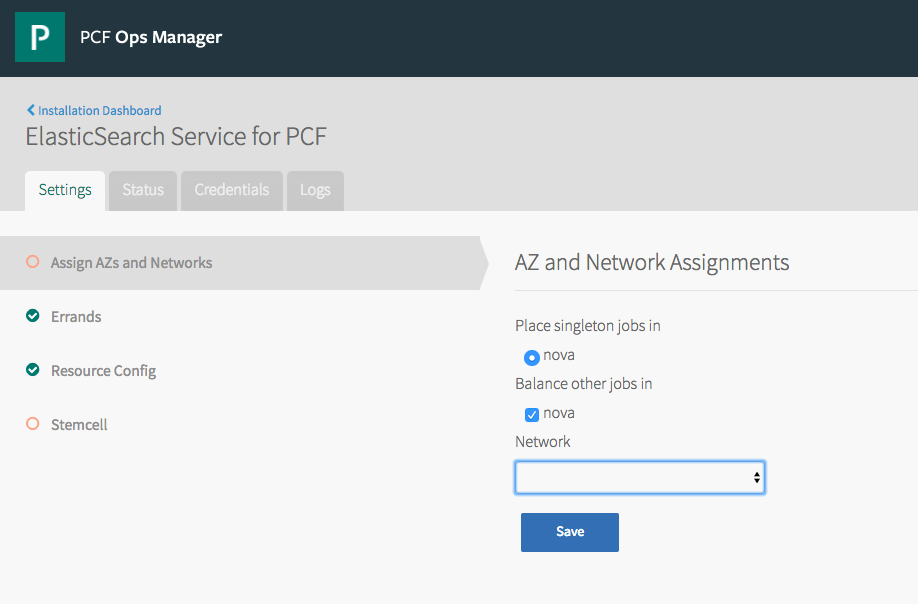 P PCF Ops Manager
Installation Dashboard
ElasticSearch Service for PCF
Settings Status Credentials Logs
Assign AZs and Networks
Errands
Resource Config
Stemcell
AZ and Network Assignments
Place singleton jobs in
nova
Balance other jobs in
nova
Network
Save